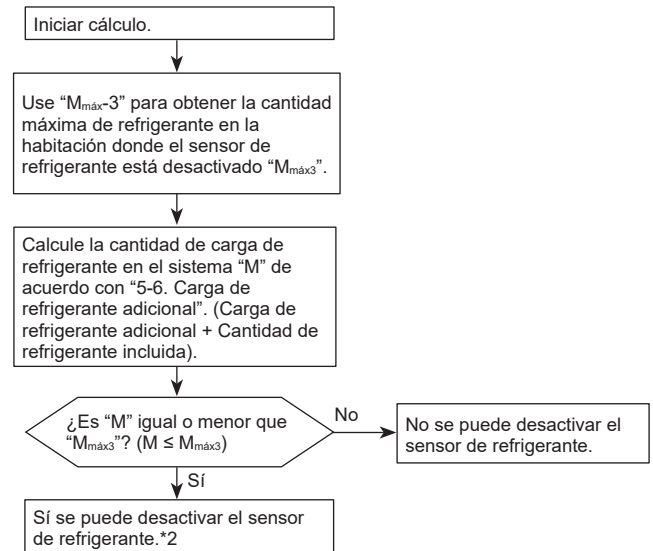 Iniciar cálculo.
Use “Mmáx-3” para obtener la cantidad
máxima de refrigerante en la
habitación donde el sensor de
refrigerante está desactivado “Mmáx3”.
Calcule la cantidad de carga de
refrigerante en el sistema “M” de
acuerdo con “5-6. Carga de
refrigerante adicional”. (Carga de
refrigerante adicional + Cantidad de
refrigerante incluida).
¿Es “M” igual o menor que
“Mmáx3”? (M ≤ Mmáx3)
No
No se puede desactivar el
sensor de refrigerante.
Sí
Sí se puede desactivar el sensor
de refrigerante.*2